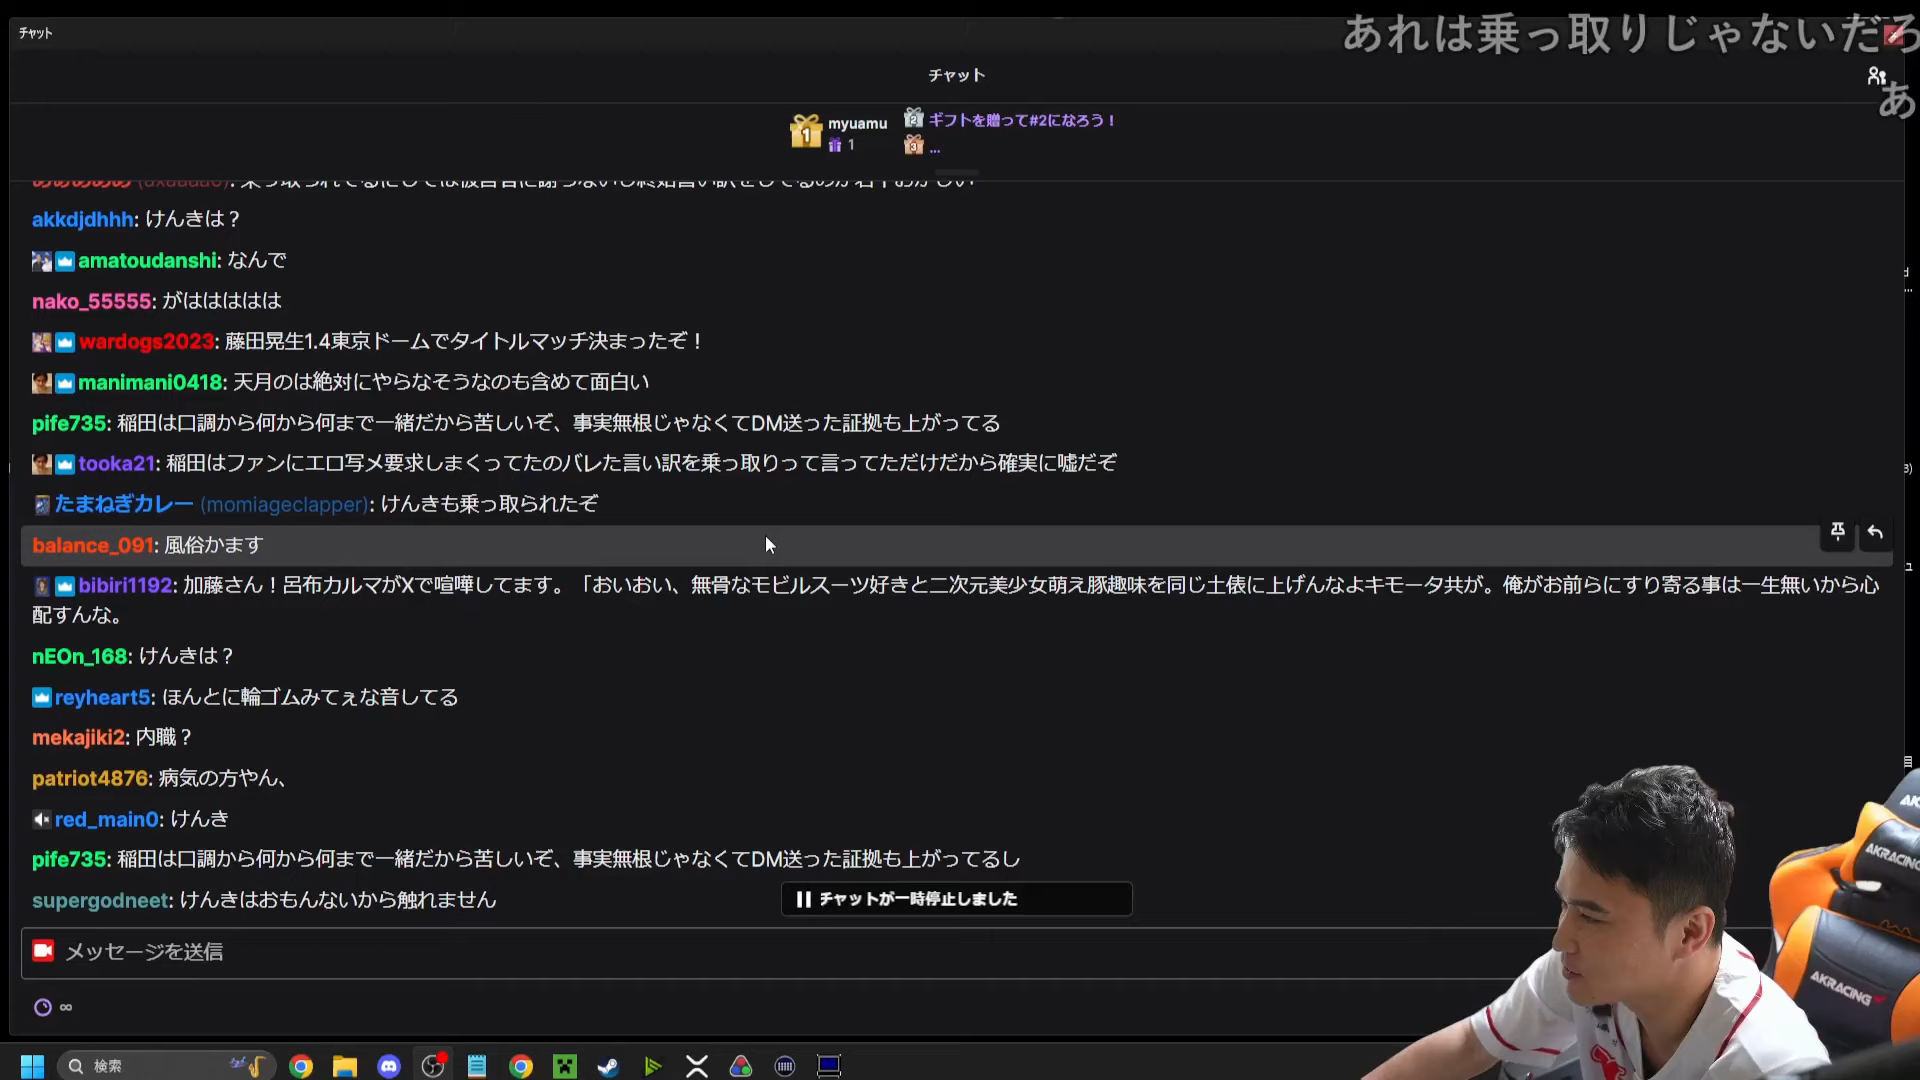 チャット
あれは乗っ取りじゃないだろ
チャット
あ
1 myuamu
1
2 ギフトを贈って#2になろう！
3 ...
akkdjdhhh: けんきは？
amatoudanshi: なんで
nako_55555: がはははははは
wardogs2023: 藤田晃生1.4東京ドームでタイトルマッチ決まったぞ！
manimani0418: 天月のは絶対にやらなそうなのも含めて面白い
pife735: 稲田は口調から何から何まで一緒だから苦しいぞ、事実無根じゃなくてDM送った証拠も上がってる
tooka21: 稲田はファンにエロ写メ要求しまくってたのバレた言い訳を乗っ取りって言ってただけだから確実に嘘だぞ
たまねぎカレー (momiageclapper): けんきも乗っ取られたぞ
balance_091: 風俗かます
bibiri1192: 加藤さん！呂布カルマがXで喧嘩してます。「おいおい、無骨なモビルスーツ好きと二次元美少女萌え豚趣味を同じ土俵に上げんなよキモータ共が。俺がお前らにすり寄る事は一生無いから心
配すんな。
nEOn_168: けんきは？
reyheart5: ほんとに輪ゴムみてぇな音してる
mekajiki2: 内職？
patriot4876: 病気の方やん、
red_main0: けんき
pife735: 稲田は口調から何から何まで一緒だから苦しいぞ、事実無根じゃなくてDM送った証拠も上がってるし
supergodneet: けんきはおもんないから触れません
チャットが一時停止しました
メッセージを送信
∞
検索
AKRACING
AKRACING